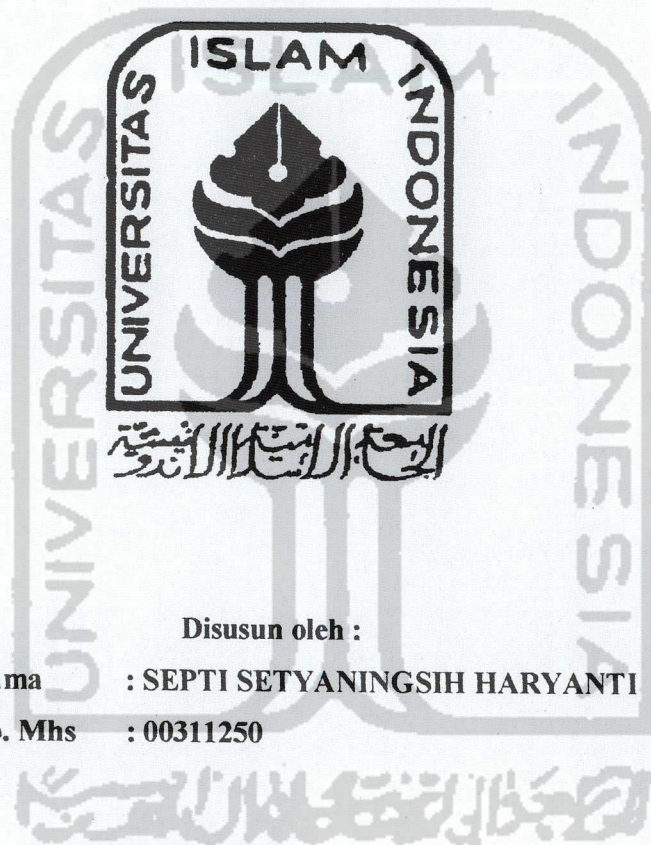 UNIVERSITAS ISLAM INDONESIA
Disusun oleh :
ma : SEPTI SETYANINGSIH HARYANTI
. Mhs : 00311250